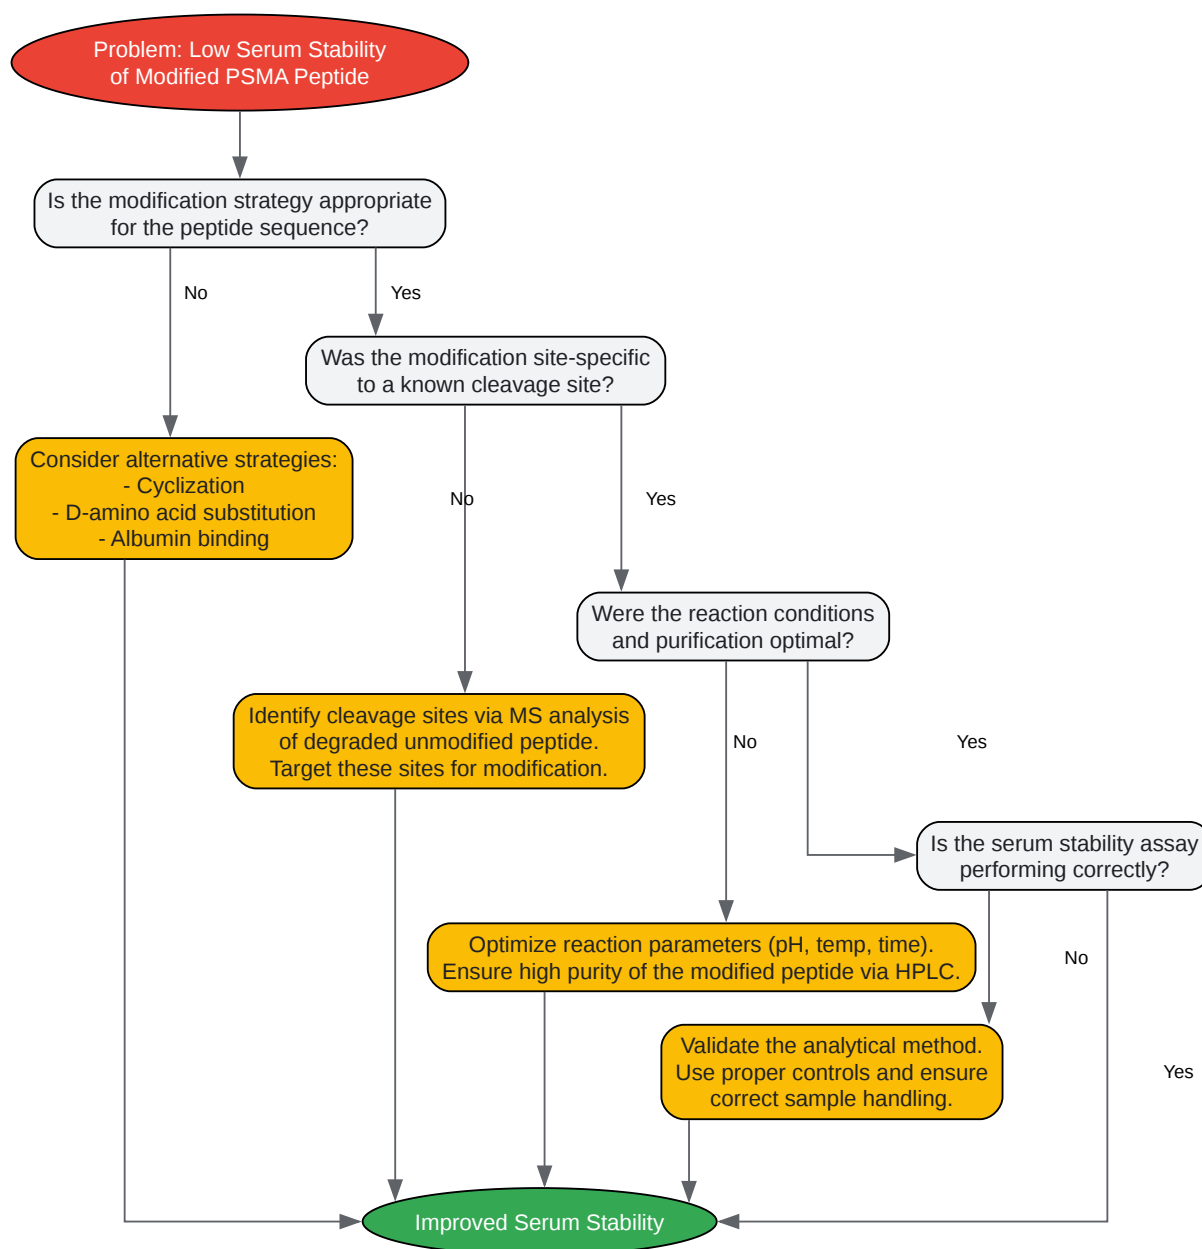 Problem: Low Serum Stability
of Modified PSMA Peptide
Is the modification strategy appropriate
for the peptide sequence?
No
Yes
Was the modification site-specific
to a known cleavage site?
Consider alternative strategies:
- Cyclization
- D-amino acid substitution
- Albumin binding
No
Yes
Were the reaction conditions
and purification optimal?
Identify cleavage sites via MS analysis
of degraded unmodified peptide.
Target these sites for modification.
No
Yes
Is the serum stability assay
performing correctly?
Optimize reaction parameters (pH, temp, time).
Ensure high purity of the modified peptide via HPLC.
No
Validate the analytical method.
Use proper controls and ensure
correct sample handling.
Yes
Improved Serum Stability